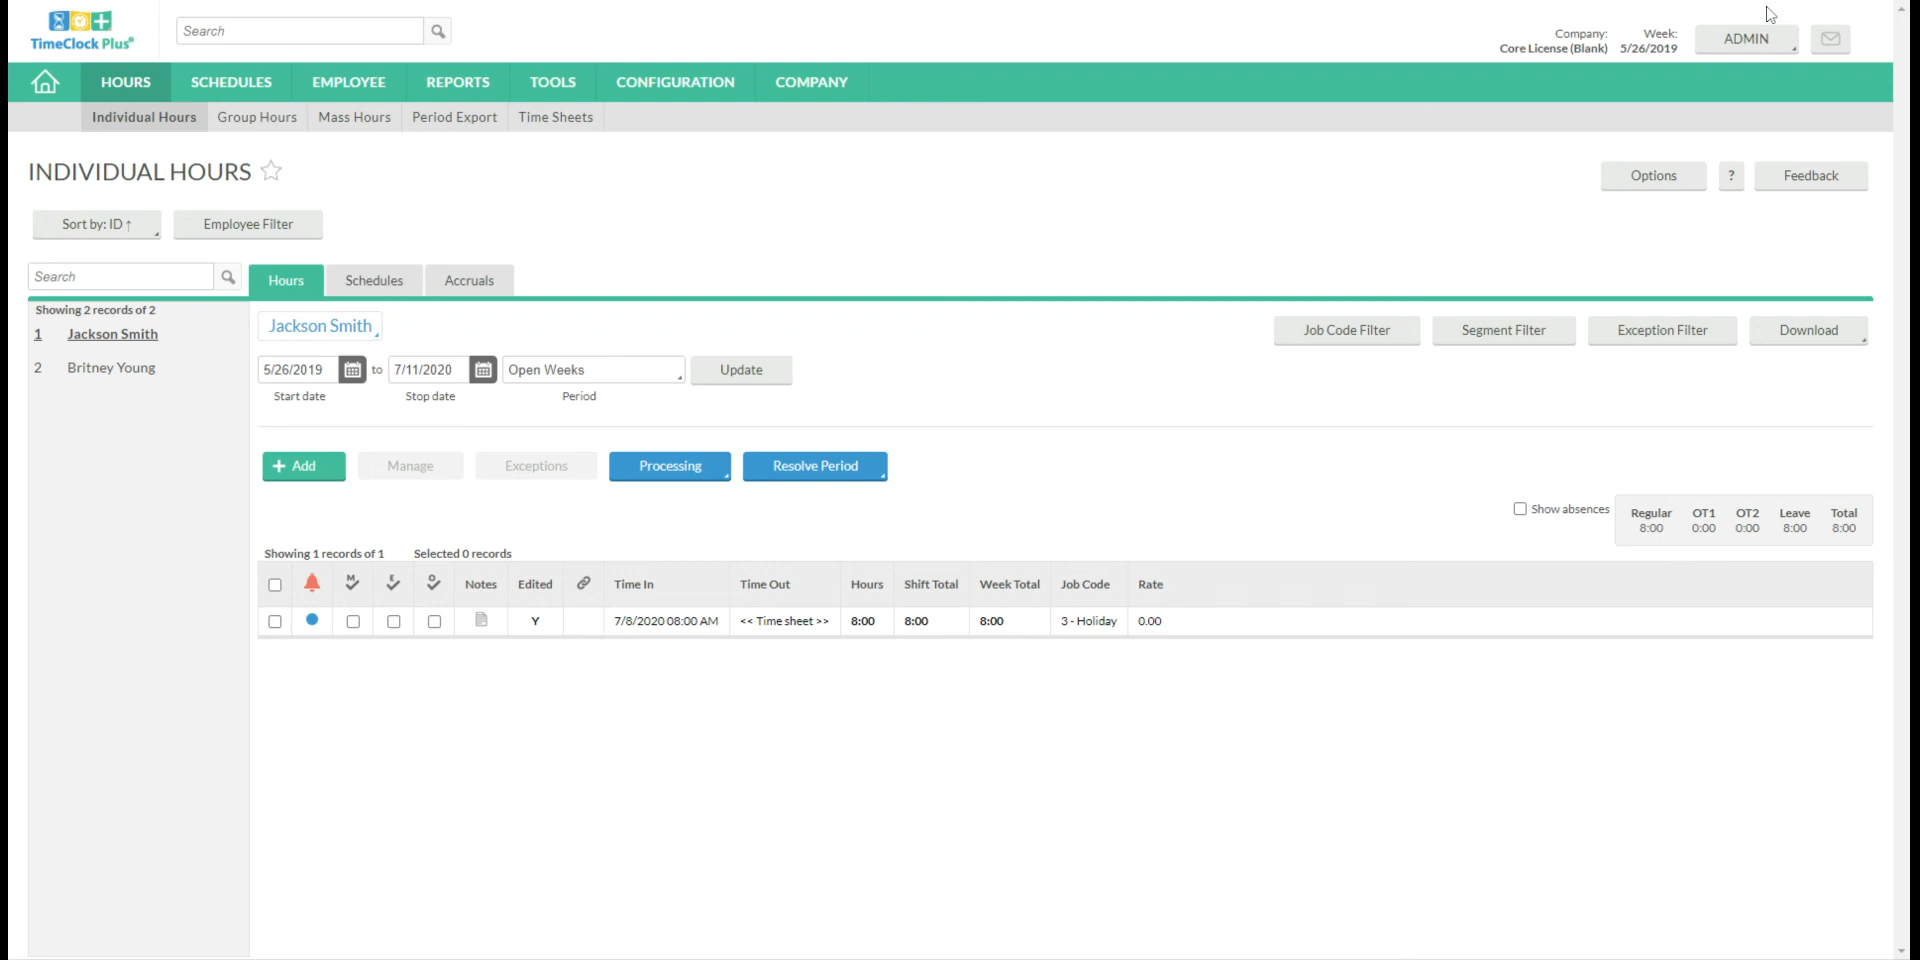 TimeClock Plus®
Search
Company: Week:
Core License (Blank) 5/26/2019
ADMIN
HOURS SCHEDULES EMPLOYEE REPORTS TOOLS CONFIGURATION COMPANY
Individual Hours Group Hours Mass Hours Period Export Time Sheets
INDIVIDUAL HOURS
Options ? Feedback
Sort by: ID ↑ Employee Filter
Search
Hours Schedules Accruals
Showing 2 records of 2
1 Jackson Smith
2 Britney Young
Jackson Smith
Job Code Filter Segment Filter Exception Filter Download
5/26/2019 to 7/11/2020 Open Weeks Update
Start date Stop date Period
+ Add Manage Exceptions Processing Resolve Period
Show absences
Regular OT1 OT2 Leave Total
8:00 0:00 0:00 8:00 8:00
Showing 1 records of 1 Selected 0 records
M E O Notes Edited Time In Time Out Hours Shift Total Week Total Job Code Rate
Y 7/8/2020 08:00 AM << Time sheet >> 8:00 8:00 8:00 3 - Holiday 0.00